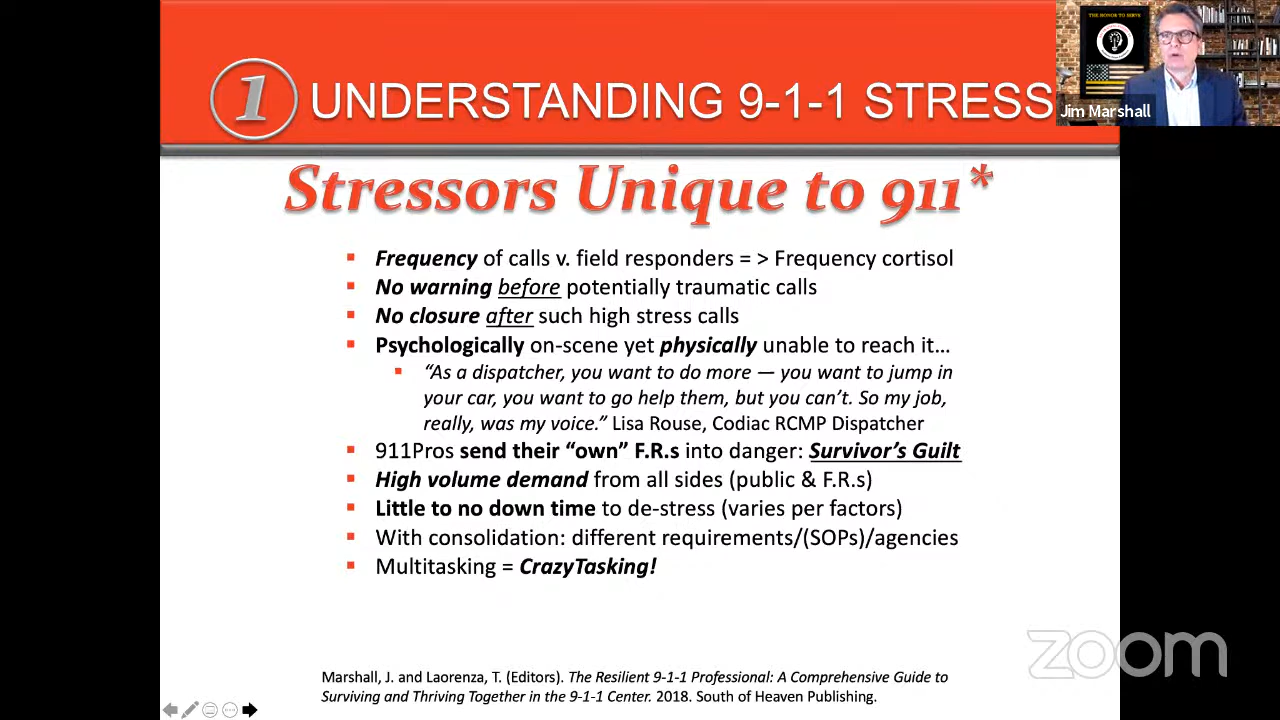 1 UNDERSTANDING 9-1-1 STRESS
THE HONOR TO SERVE
Jim Marshall
Stressors Unique to 911*
▪ Frequency of calls v. field responders = > Frequency cortisol
▪ No warning before potentially traumatic calls
▪ No closure after such high stress calls
▪ Psychologically on-scene yet physically unable to reach it…
▪ “As a dispatcher, you want to do more — you want to jump in
your car, you want to go help them, but you can’t. So my job,
really, was my voice.” Lisa Rouse, Codiac RCMP Dispatcher
▪ 911Pros send their “own” F.R.s into danger: Survivor’s Guilt
▪ High volume demand from all sides (public & F.R.s)
▪ Little to no down time to de-stress (varies per factors)
▪ With consolidation: different requirements/(SOPs)/agencies
▪ Multitasking = CrazyTasking!
zoom
Marshall, J. and Laorenza, T. (Editors). The Resilient 9-1-1 Professional: A Comprehensive Guide to
Surviving and Thriving Together in the 9-1-1 Center. 2018. South of Heaven Publishing.